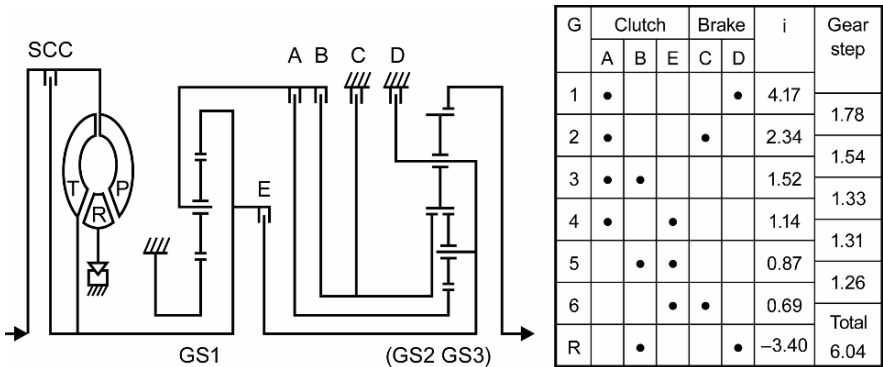 SCC
A B C D
T P
R
E
GS1
(GS2 GS3)
G Clutch Brake i Gear step
A B E C D
1 • • 4.17
1.78
2 • • 2.34
1.54
3 • • 1.52
1.33
4 • • 1.14
1.31
5 • • 0.87
1.26
6 • • 0.69
Total
R • • –3.40
6.04